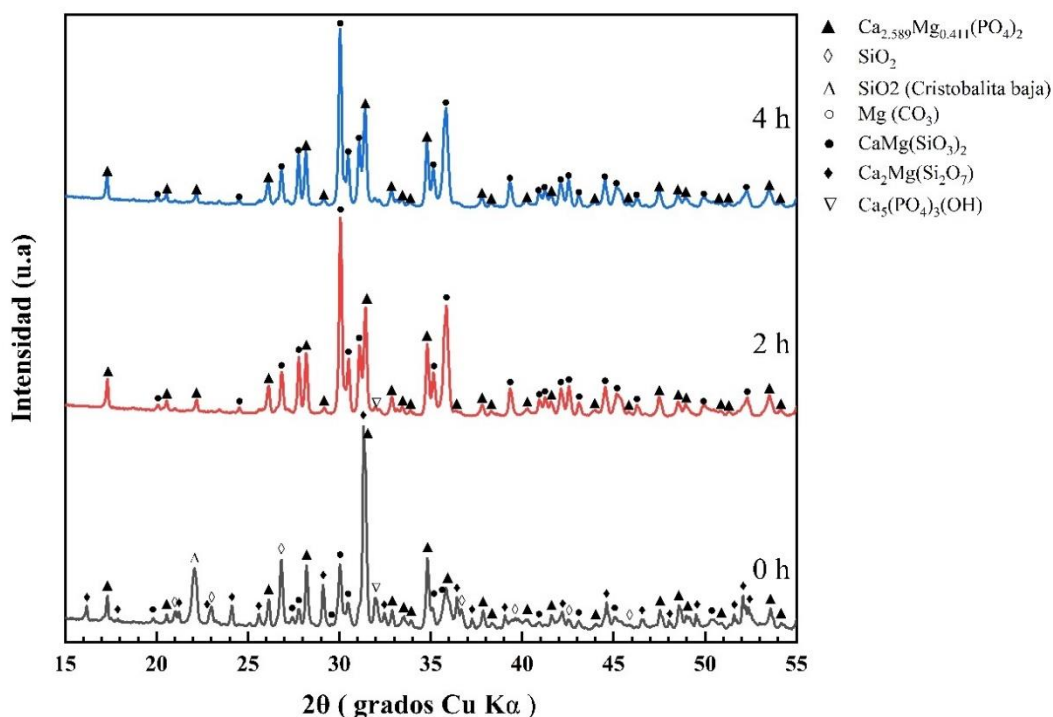 ▲ Ca₂.₅₈₉Mg₀.₄₁₁(PO₄)₂
◊ SiO₂
Λ SiO2 (Cristobalita baja)
○ Mg (CO₃)
● CaMg(SiO₃)₂
♦ Ca₂Mg(Si₂O₇)
▽ Ca₅(PO₄)₃(OH)
4 h
2 h
0 h
Intensidad (u.a)
15 20 25 30 35 40 45 50 55
2θ ( grados Cu Kα )